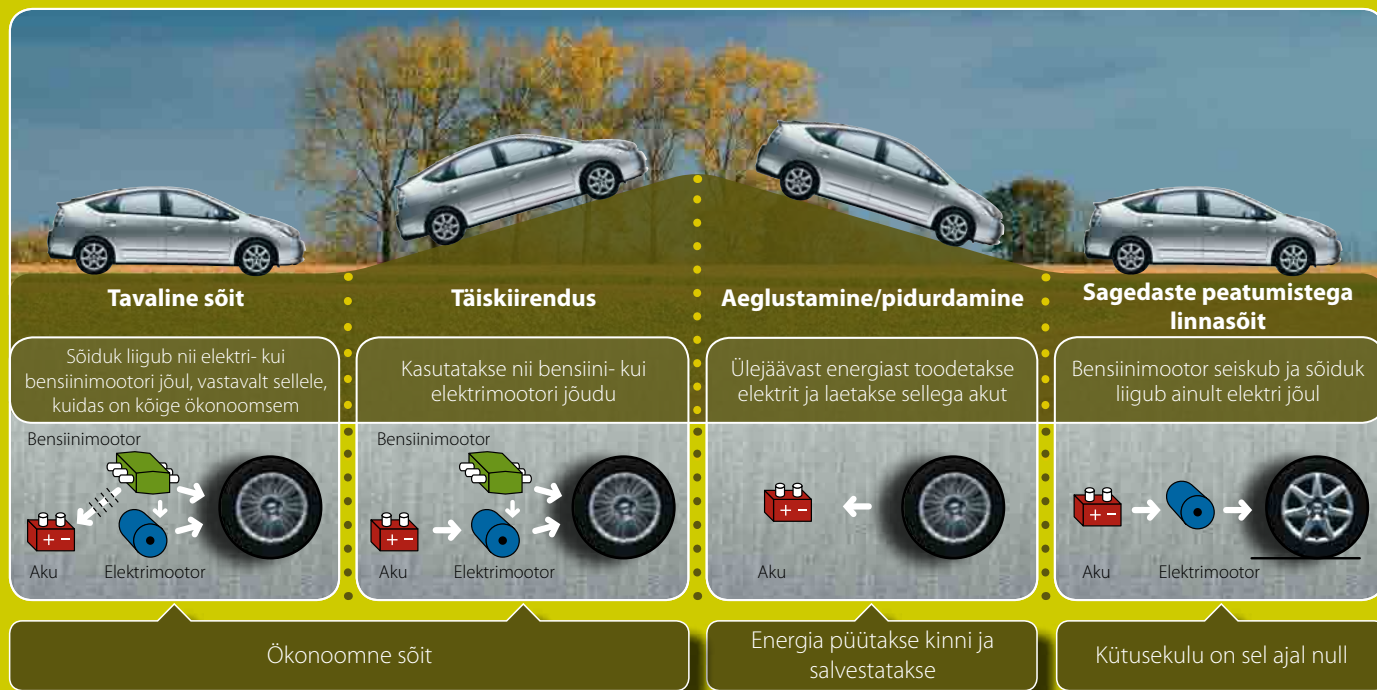 Tavaline sõit
Sõiduk liigub nii elektri- kui
bensiinimootori jõul, vastavalt sellele,
kuidas on kõige ökonoomsem
Bensiinimootor
+ -
Aku
Elektrimootor
Täiskiirendus
Kasutatakse nii bensiini- kui
elektrimootori jõudu
Bensiinimootor
+ -
Aku
Elektrimootor
Aeglustamine/pidurdamine
Ülejäävast energiast toodetakse
elektrit ja laetakse sellega akut
+ -
Aku
Sagedaste peatumistega
linnasõit
Bensiinimootor seiskub ja sõiduk
liigub ainult elektri jõul
+ -
Aku
Elektrimootor
Ökonoomne sõit
Energia püütakse kinni ja
salvestatakse
Kütusekulu on sel ajal null